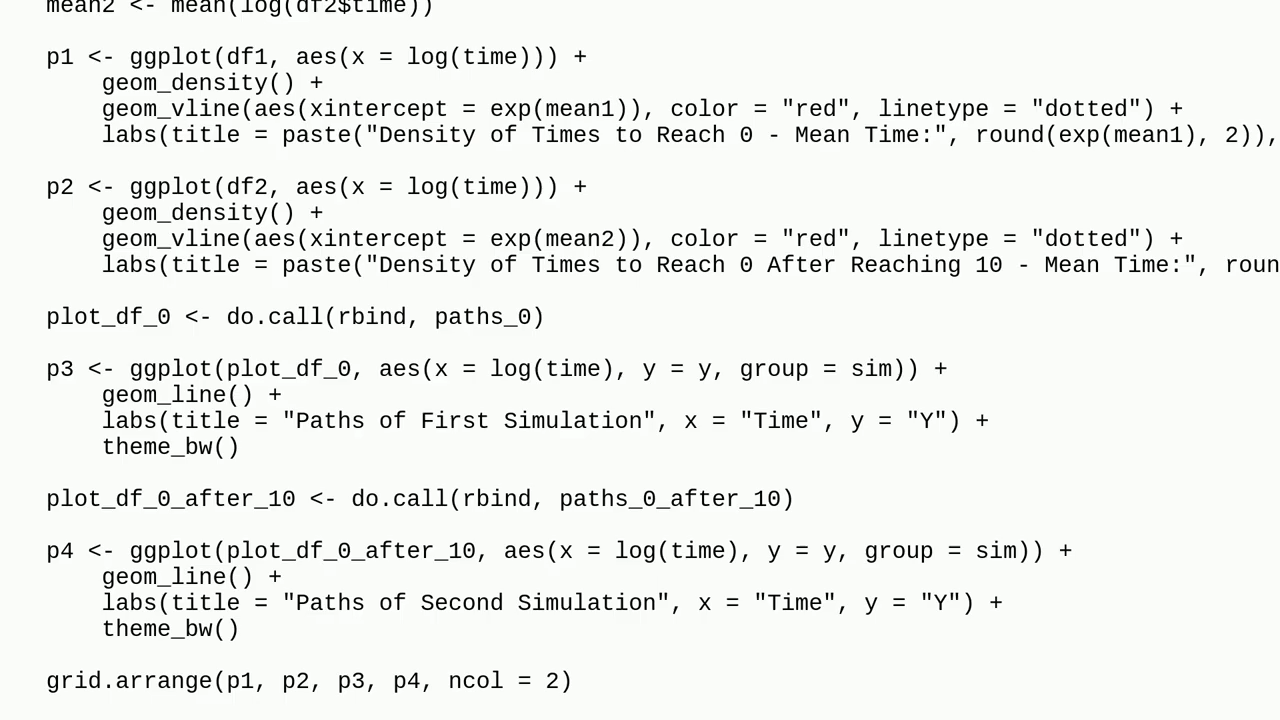 mean2 <- mean(log(df2$time))
p1 <- ggplot(df1, aes(x = log(time))) +
    geom_density() +
    geom_vline(aes(xintercept = exp(mean1)), color = "red", linetype = "dotted") +
    labs(title = paste("Density of Times to Reach 0 - Mean Time:", round(exp(mean1), 2)),
p2 <- ggplot(df2, aes(x = log(time))) +
    geom_density() +
    geom_vline(aes(xintercept = exp(mean2)), color = "red", linetype = "dotted") +
    labs(title = paste("Density of Times to Reach 0 After Reaching 10 - Mean Time:", roun
plot_df_0 <- do.call(rbind, paths_0)
p3 <- ggplot(plot_df_0, aes(x = log(time), y = y, group = sim)) +
    geom_line() +
    labs(title = "Paths of First Simulation", x = "Time", y = "Y") +
    theme_bw()
plot_df_0_after_10 <- do.call(rbind, paths_0_after_10)
p4 <- ggplot(plot_df_0_after_10, aes(x = log(time), y = y, group = sim)) +
    geom_line() +
    labs(title = "Paths of Second Simulation", x = "Time", y = "Y") +
    theme_bw()
grid.arrange(p1, p2, p3, p4, ncol = 2)